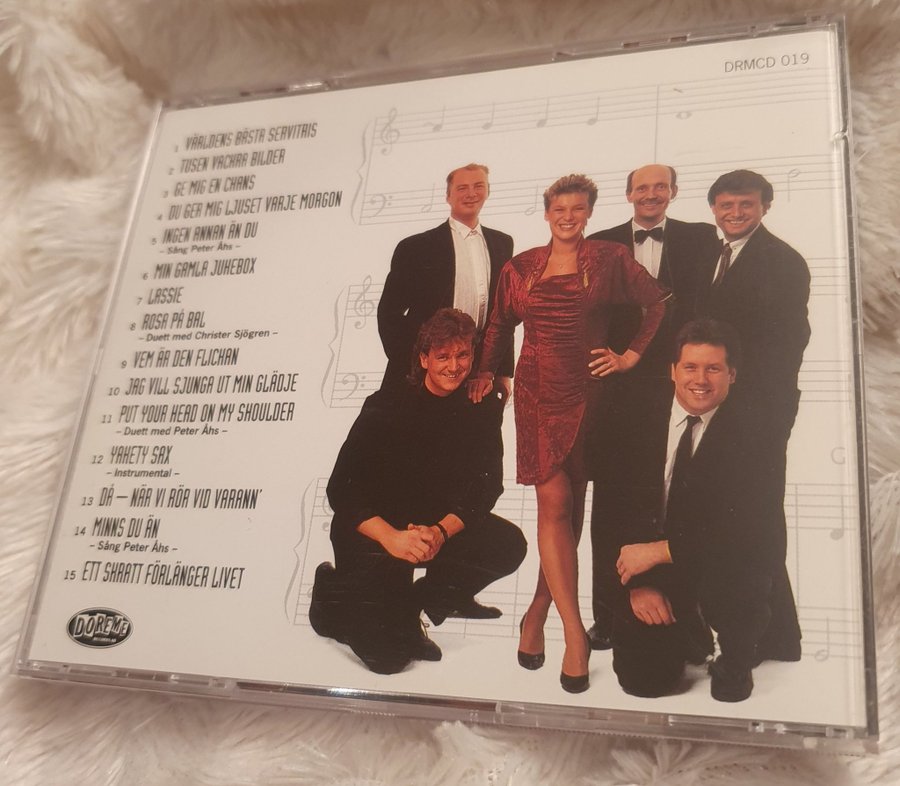 DRMCD 019
1 VÄRLDENS BÄSTA SERVITRIS
2 TUSEN VACKRA BILDER
3 GE MIG EN CHANS
4 DU GER MIG LJUSET VARJE MORGON
5 INGEN ANNAN ÄN DU
– Sång Peter Åhs –
6 MIN GAMLA JUKEBOX
7 LASSIE
8 ROSA PÅ BAL
– Duett med Christer Sjögren –
9 VEM ÄR DEN FLICKAN
10 JAG VILL SJUNGA UT MIN GLÄDJE
11 PUT YOUR HEAD ON MY SHOULDER
– Duett med Peter Åhs –
12 YAKETY SAX
– Instrumental –
13 DÅ – NÄR VI RÖR VID VARANN'
14 MINNS DU ÄN
– Sång Peter Åhs –
15 ETT SKRATT FÖRLÄNGER LIVET
DOREME
RECORDS AB